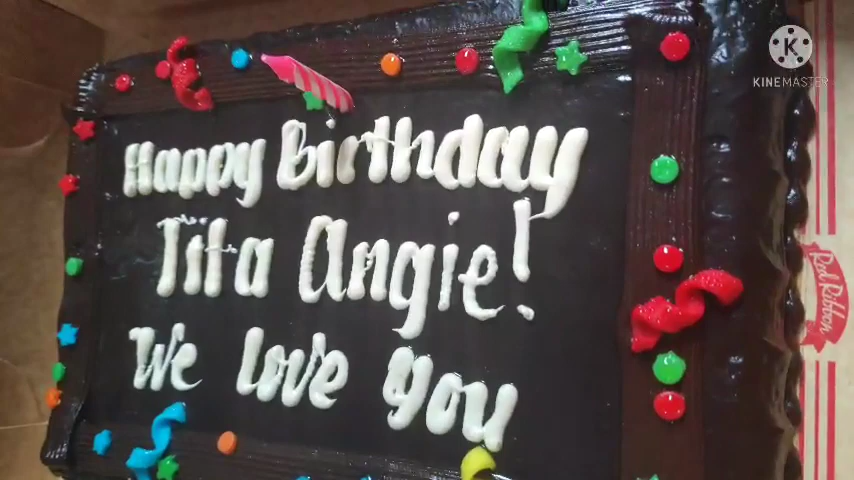 Happy Birthday
Tita Angie!
We love you
KINEMASTER
Red Ribbon